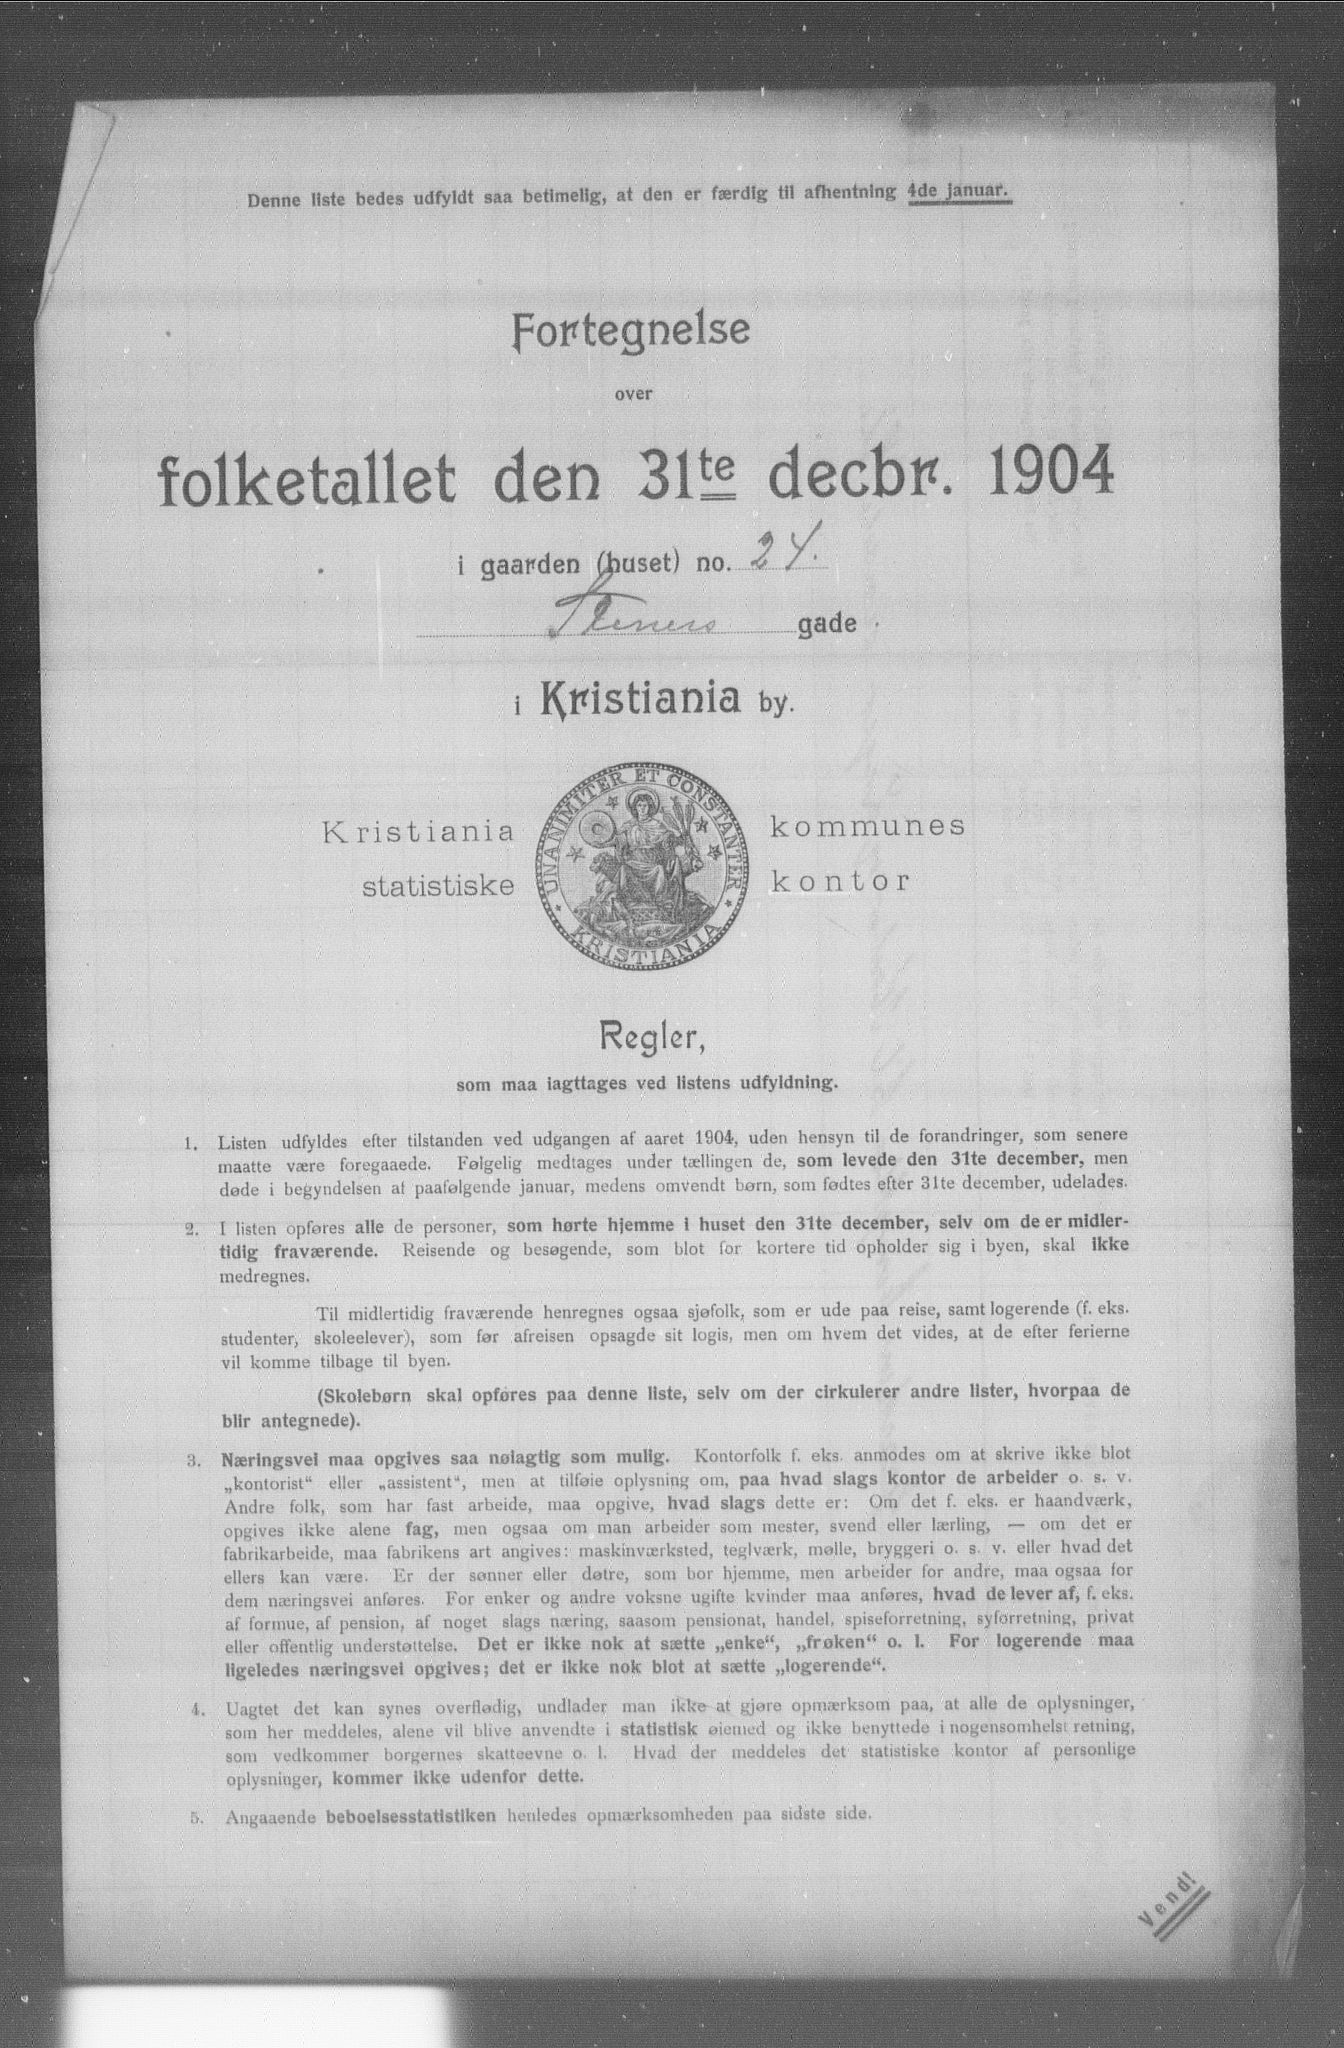 Denne liste bedes udfyldt saa betimelig, at den er færdig til afhentning 4de januar.
Fortegnelse
over
folketallet den 31te decbr. 1904
i gaarden (huset) no. 24.
Steners gade
i Kristiania by.
Kristiania kommunes
statistiske kontor
UNANIMITER ET CONSTANTER
KRISTIANIA
Regler,
som maa iagttages ved listens udfyldning.
1. Listen udfyldes efter tilstanden ved udgangen af aaret 1904, uden hensyn til de forandringer, som senere
maatte være foregaaede. Følgelig medtages under tællingen de, som levede den 31te december, men
døde i begyndelsen af paafølgende januar, medens omvendt børn, som fødtes efter 31te december, udelades.
2. I listen opføres alle de personer, som hørte hjemme i huset den 31te december, selv om de er midler-
tidig fraværende. Reisende og besøgende, som blot for kortere tid opholder sig i byen, skal ikke
medregnes.
Til midlertidig fraværende henregnes ogsaa sjøfolk, som er ude paa reise, samt logerende (f. eks.
studenter, skoleelever), som før afreisen opsagde sit logis, men om hvem det vides, at de efter ferierne
vil komme tilbage til byen.
(Skolebørn skal opføres paa denne liste, selv om der cirkulerer andre lister, hvorpaa de
blir antegnede).
3. Næringsvei maa opgives saa nøiagtig som mulig. Kontorfolk f. eks. anmodes om at skrive ikke blot
„kontorist“ eller „assistent“, men at tilføie oplysning om, paa hvad slags kontor de arbeider o. s. v.
Andre folk, som har fast arbeide, maa opgive, hvad slags dette er: Om det f. eks. er haandværk,
opgives ikke alene fag, men ogsaa om man arbeider som mester, svend eller lærling, — om det er
fabrikarbeide, maa fabrikens art angives: maskinværksted, teglværk, mølle, bryggeri o. s. v. eller hvad det
ellers kan være. Er der sønner eller døtre, som bor hjemme, men arbeider for andre, maa ogsaa for
dem næringsvei anføres. For enker og andre voksne ugifte kvinder maa anføres, hvad de lever af, f. eks.
af formue, af pension, af noget slags næring, saasom pensionat, handel, spiseforretning, syforretning, privat
eller offentlig understøttelse. Det er ikke nok at sætte „enke“, „frøken“ o. l. For logerende maa
ligeledes næringsvei opgives; det er ikke nok blot at sætte „logerende“.
4. Uagtet det kan synes overflødig, undlader man ikke at gjøre opmærksom paa, at alle de oplysninger,
som her meddeles, alene vil blive anvendte i statistisk øiemed og ikke benyttede i nogensomhelst retning,
som vedkommer borgernes skatteevne o. l. Hvad der meddeles det statistiske kontor af personlige
oplysninger, kommer ikke udenfor dette.
5. Angaaende beboelsesstatistiken henledes opmærksomheden paa sidste side.
Vend!